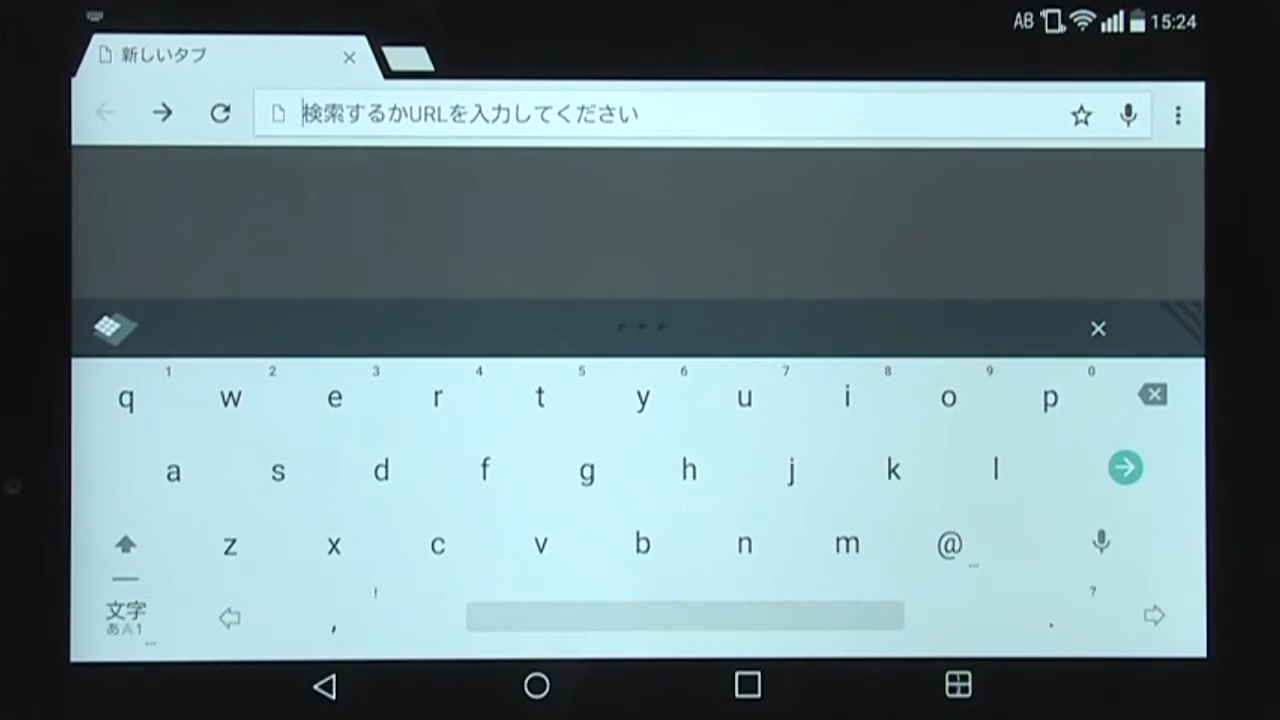 AB 15:24
新しいタブ
検索するかURLを入力してください
1 2 3 4 5 6 7 8 9 0
q w e r t y u i o p
a s d f g h j k l
z x c v b n m @
! ?
文字 , .
あA1